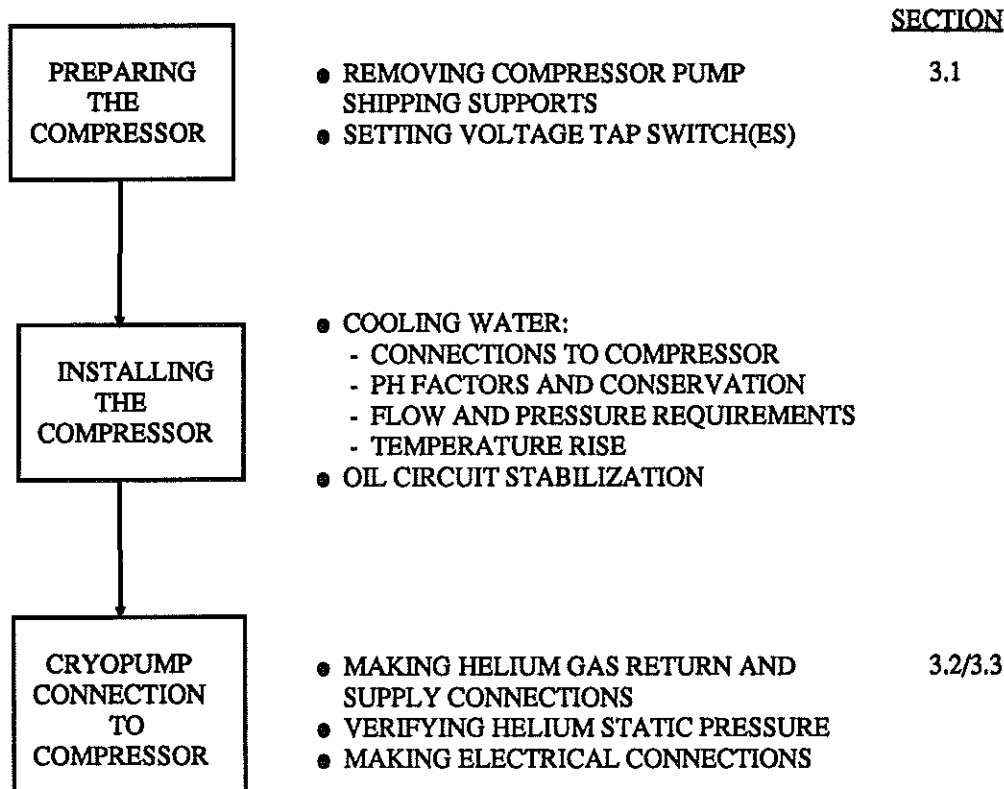 SECTION
PREPARING
THE
COMPRESSOR
● REMOVING COMPRESSOR PUMP
SHIPPING SUPPORTS
● SETTING VOLTAGE TAP SWITCH(ES)
3.1
INSTALLING
THE
COMPRESSOR
● COOLING WATER:
- CONNECTIONS TO COMPRESSOR
- PH FACTORS AND CONSERVATION
- FLOW AND PRESSURE REQUIREMENTS
- TEMPERATURE RISE
● OIL CIRCUIT STABILIZATION
CRYOPUMP
CONNECTION
TO
COMPRESSOR
● MAKING HELIUM GAS RETURN AND
SUPPLY CONNECTIONS
● VERIFYING HELIUM STATIC PRESSURE
● MAKING ELECTRICAL CONNECTIONS
3.2/3.3